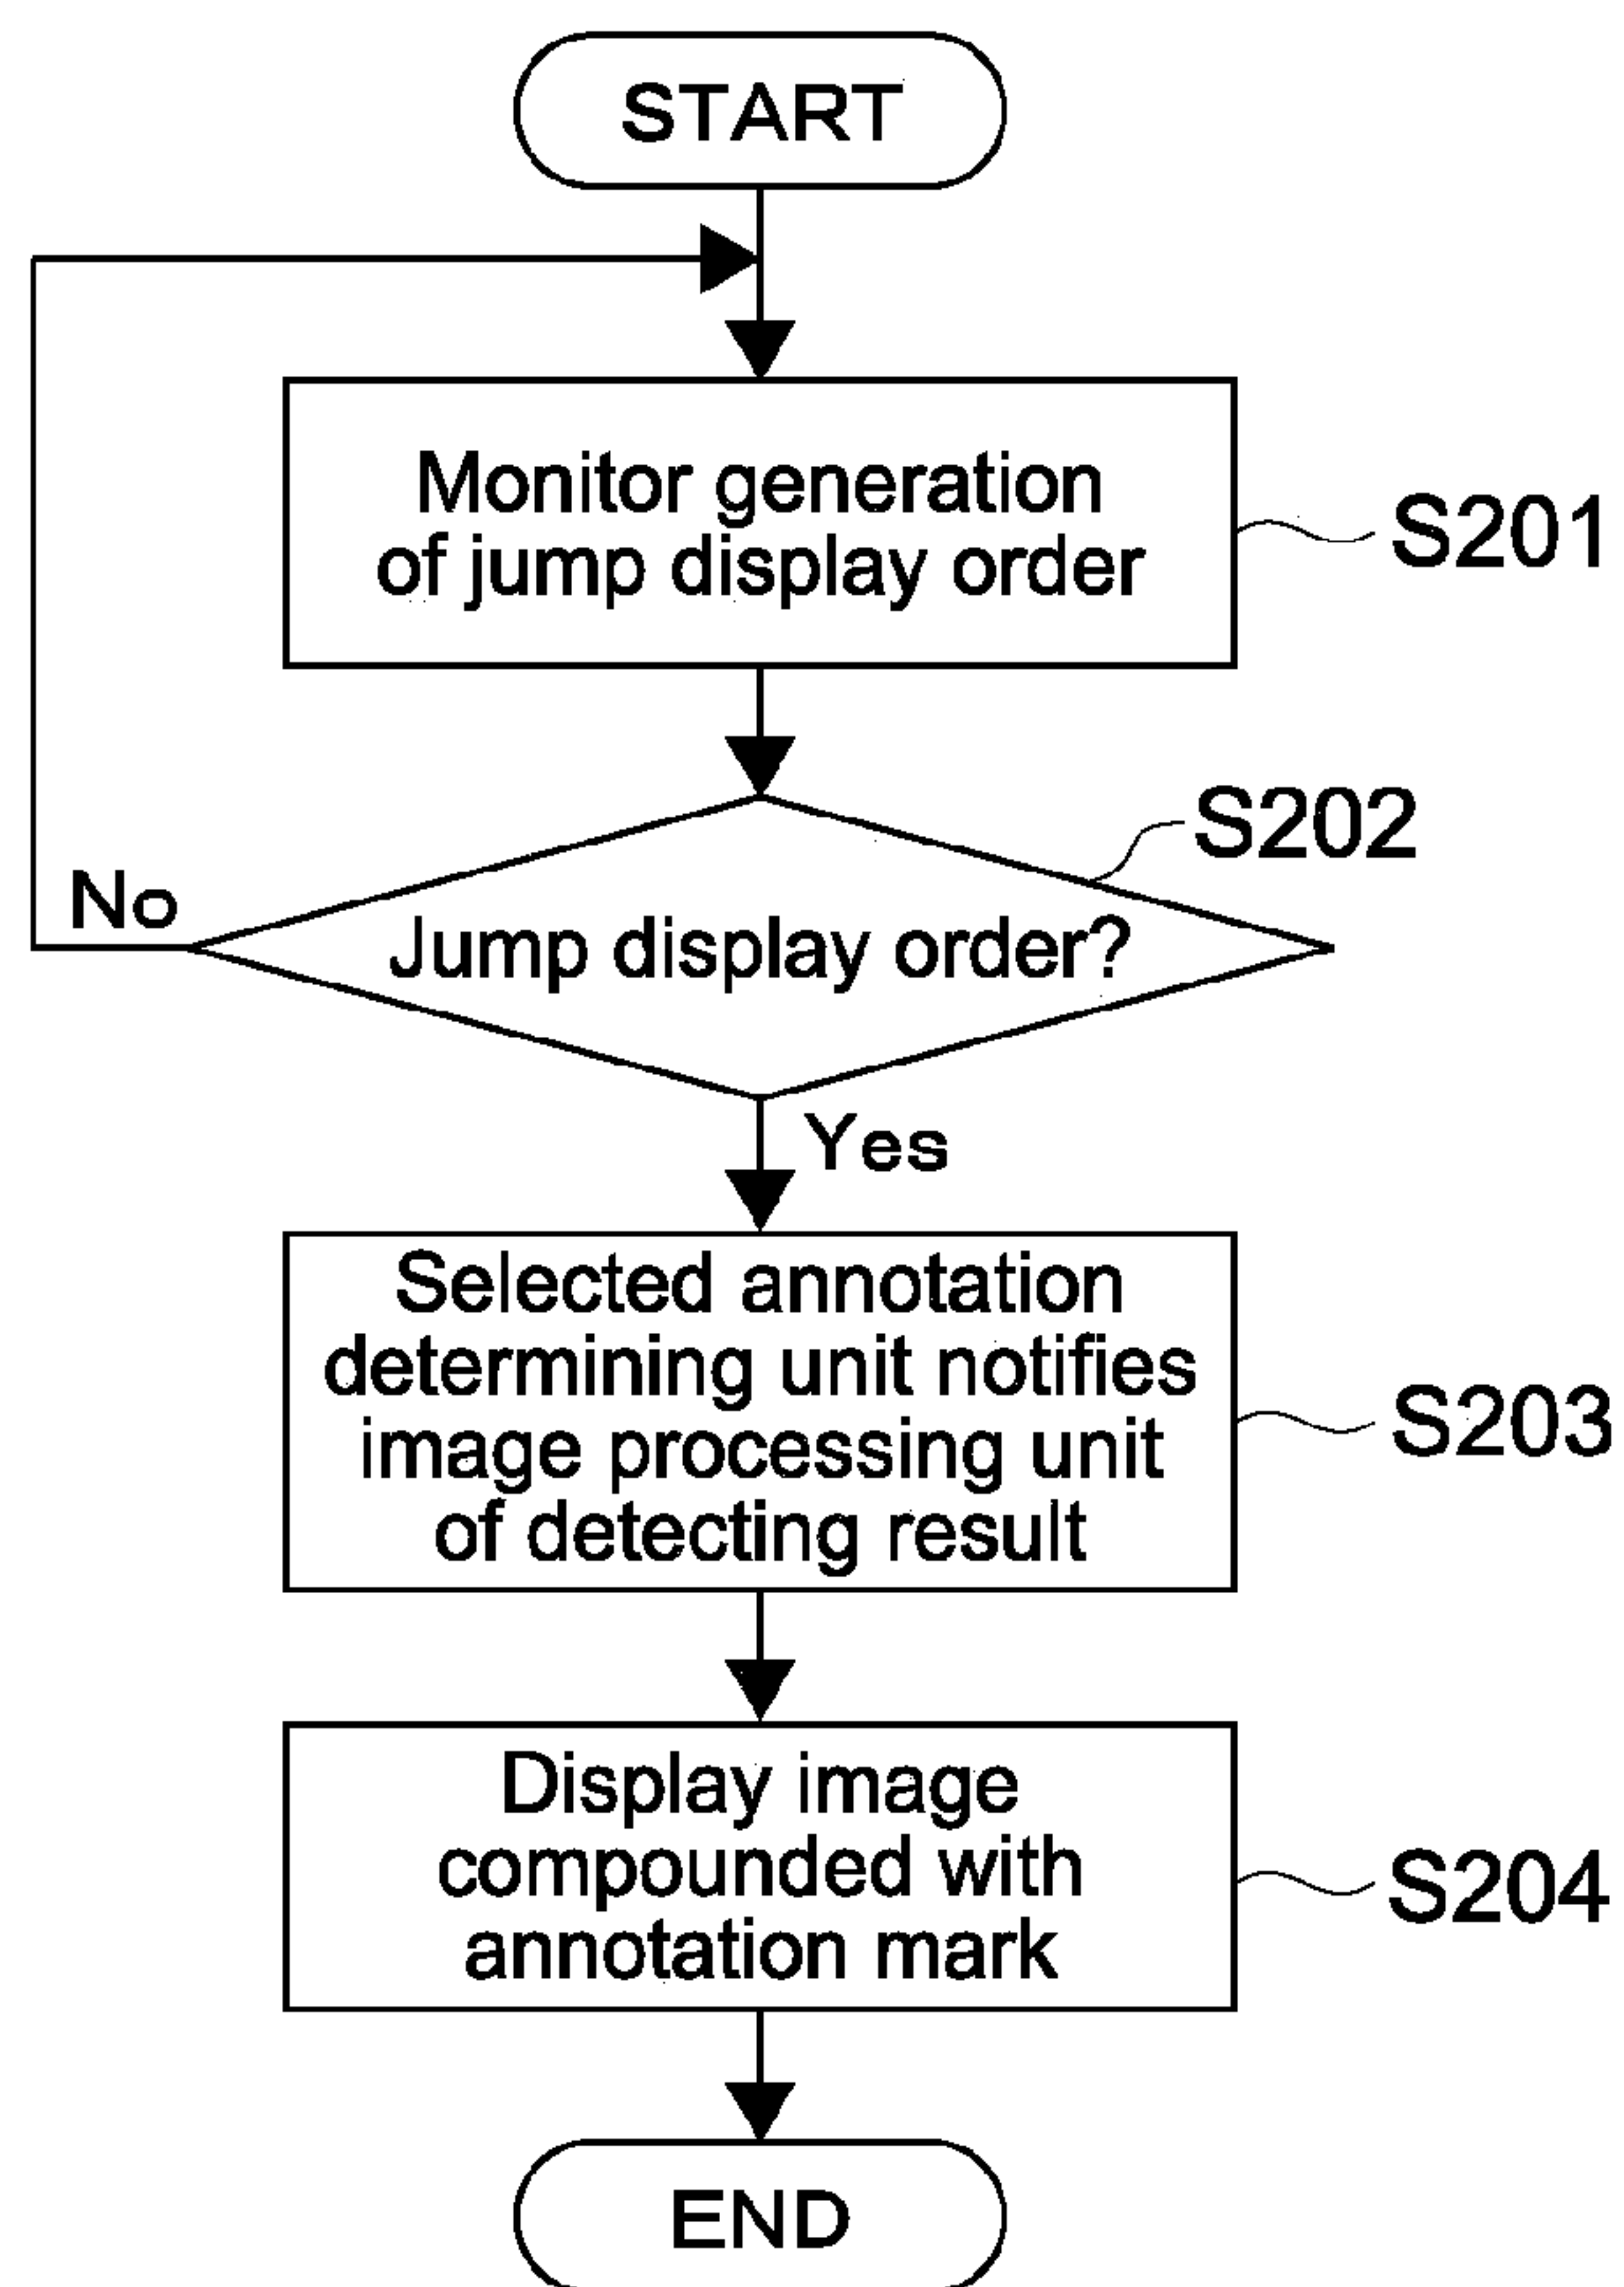 START
Monitor generation
of jump display order
S201
S202
No
Jump display order?
Yes
Selected annotation
determining unit notifies
image processing unit
of detecting result
S203
Display image
compounded with
annotation mark
S204
END